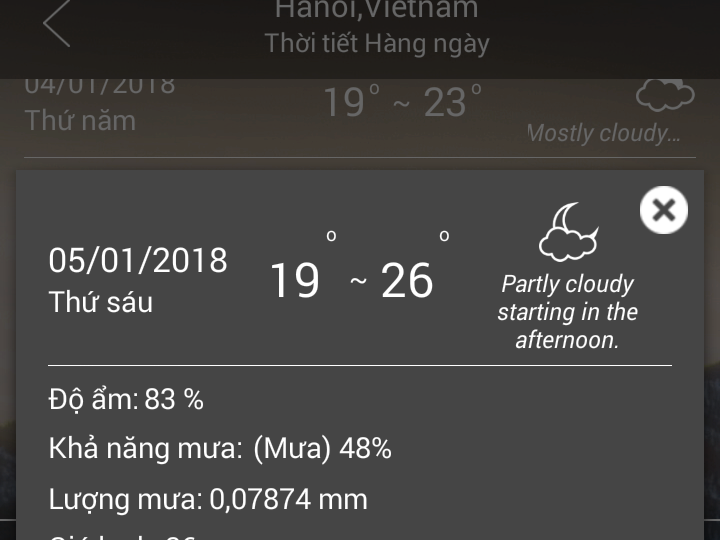 Hanoi,Vietnam
Thời tiết Hàng ngày
04/01/2018
19° ~ 23°
Thứ năm
Mostly cloudy...
05/01/2018
19° ~ 26°
Thứ sáu
Partly cloudy
starting in the
afternoon.
Độ ẩm: 83 %
Khả năng mưa: (Mưa) 48%
Lượng mưa: 0,07874 mm